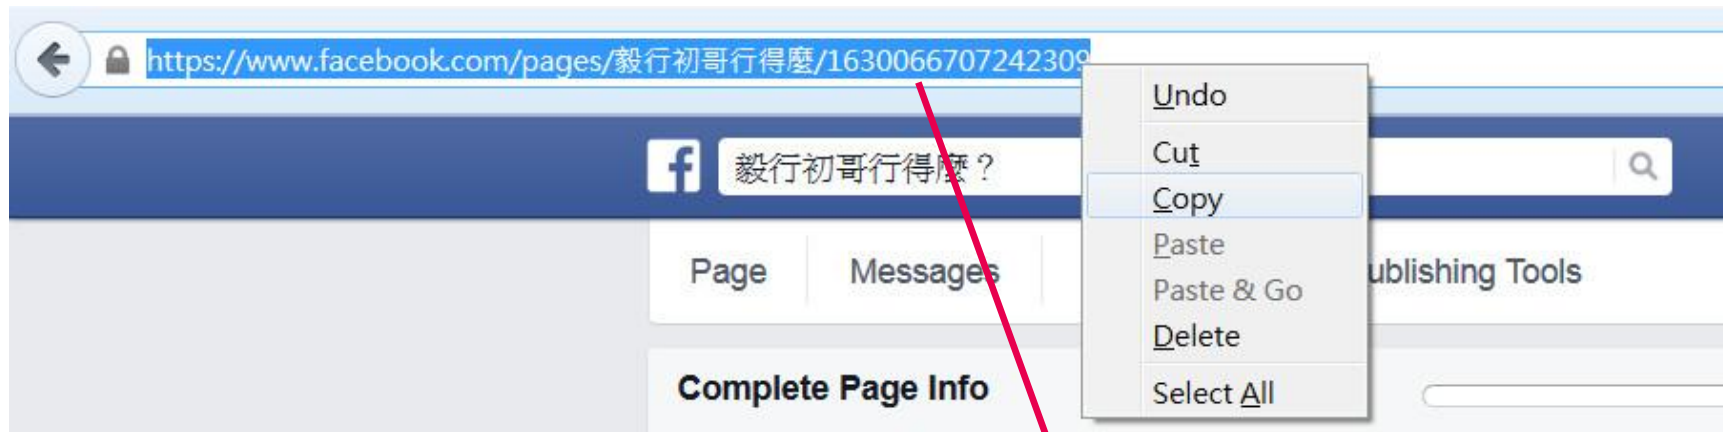 https://www.facebook.com/pages/毅行初哥行得麼/1630066707242309
毅行初哥行得麼？
Page Messages ublishing Tools
Complete Page Info
Undo
Cut
Copy
Paste
Paste & Go
Delete
Select All